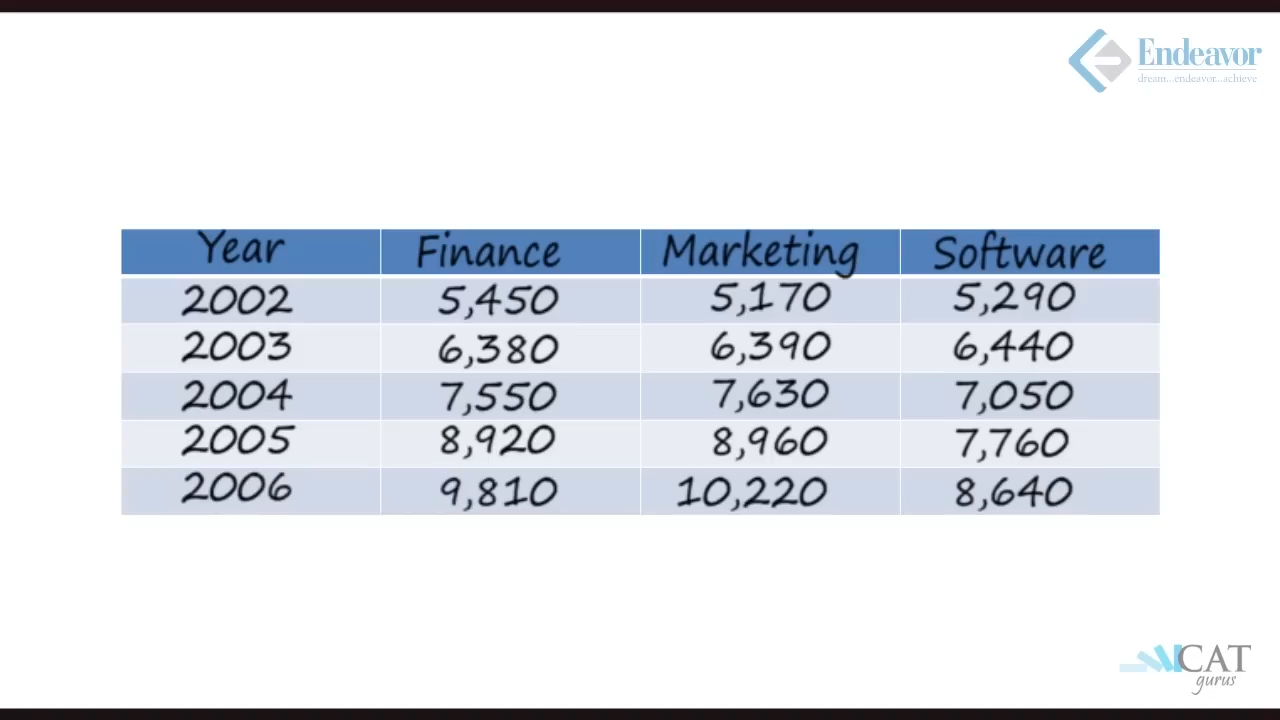 Endeavor
dream...endeavor...achieve
Year Finance Marketing Software
2002 5,450 5,170 5,290
2003 6,380 6,390 6,440
2004 7,550 7,630 7,050
2005 8,920 8,960 7,760
2006 9,810 10,220 8,640
CAT
gurus